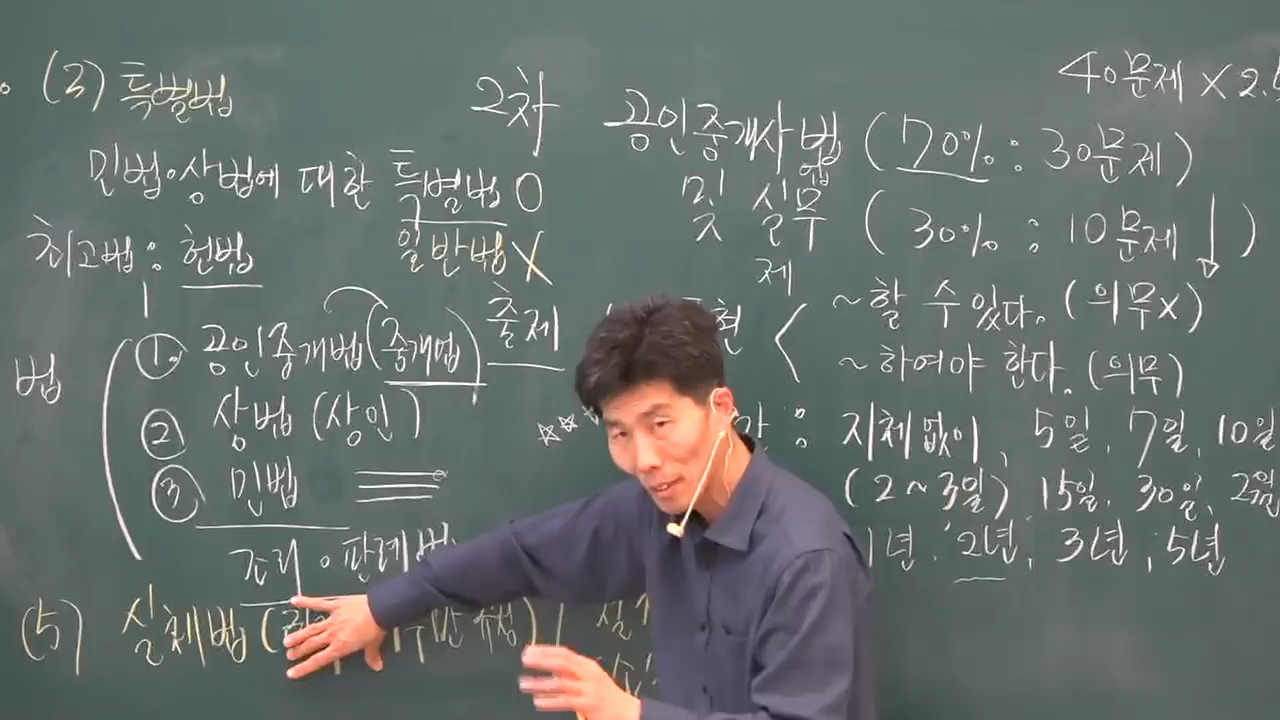 (3) 특별법
민법·상법에 대한 특별법 O
일반법 X
최고법 : 헌법
법
① 공인중개법 (중개법) 출제
② 상법 (상인)
③ 민법
조리 · 판례법
(5) 실체법
2차 공인중개사법 (70% : 30문제)
및 실무 (30% : 10문제 ↓)
제
40문제 × 2.
~할 수 있다. (의무x)
현
~하여야 한다. (의무)
: 지체없이, 5일, 7일, 10일
(2~3일) 15일, 30일,
1년, 2년, 3년, 5년